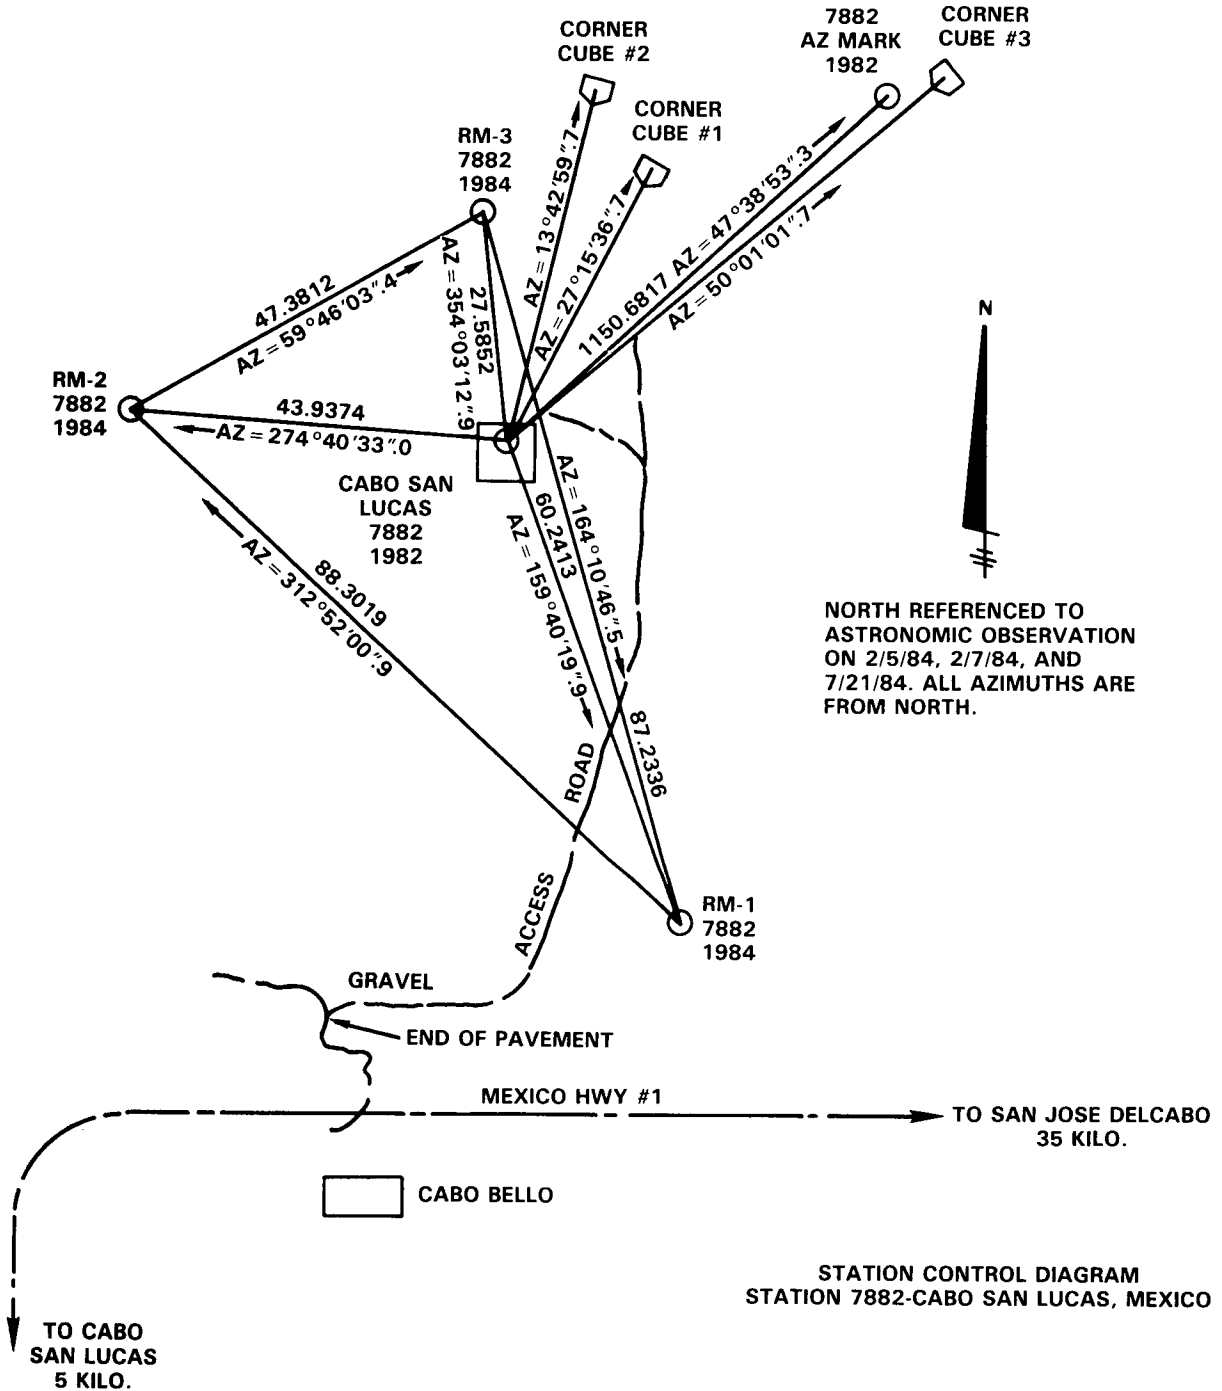 CORNER
CUBE #2
7882
AZ MARK
1982
CORNER
CUBE #3
CORNER
CUBE #1
RM-3
7882
1984
AZ = 13°42′59″.7
AZ = 27°15′36″.7
1150.6817 AZ = 47°38′53″.3
AZ = 50°01′01″.7
47.3812
AZ = 59°46′03″.4
27.5852
AZ = 354°03′12″.9
N
RM-2
7882
1984
43.9374
AZ = 274°40′33″.0
CABO SAN
LUCAS
7882
1982
88.3019
AZ = 312°52′00″.9
60.2413
AZ = 159°40′19″.9
AZ = 164°10′46″.5
87.2336
NORTH REFERENCED TO
ASTRONOMIC OBSERVATION
ON 2/5/84, 2/7/84, AND
7/21/84. ALL AZIMUTHS ARE
FROM NORTH.
ROAD
ACCESS
GRAVEL
RM-1
7882
1984
END OF PAVEMENT
MEXICO HWY #1
TO SAN JOSE DELCABO
35 KILO.
CABO BELLO
STATION CONTROL DIAGRAM
STATION 7882-CABO SAN LUCAS, MEXICO
TO CABO
SAN LUCAS
5 KILO.